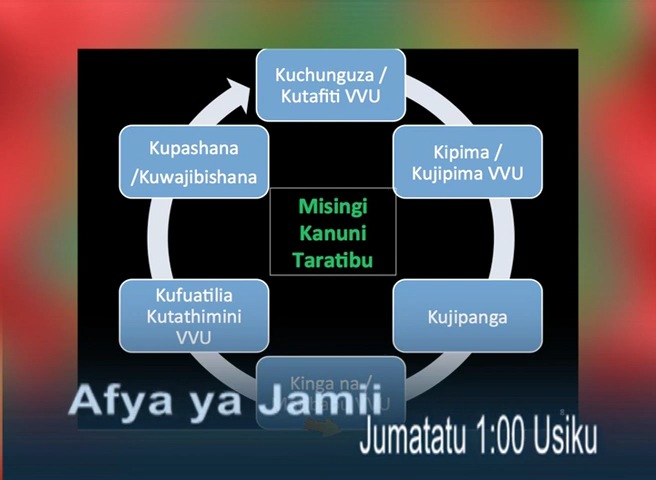 Kuchunguza /
Kutafiti VVU
Kipima /
Kujipima VVU
Kujipanga
Kinga na /
VVU
Kufuatilia
Kutathimini
VVU
Kupashana
/Kuwajibishana
Misingi
Kanuni
Taratibu
Afya ya Jamii
Jumatatu 1:00 Usiku